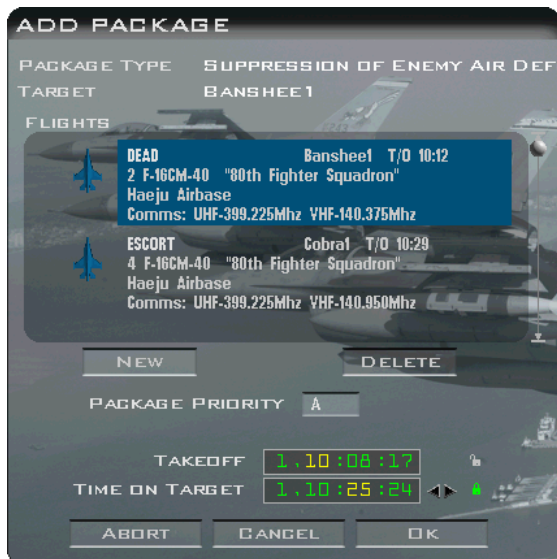 ADD PACKAGE
PACKAGE TYPE SUPPRESSION OF ENEMY AIR DEF
TARGET BANSHEE1
FLIGHTS
DEAD Banshee1 T/O 10:12
2 F-16CM-40 "80th Fighter Squadron"
Haeju Airbase
Comms: UHF-399.225Mhz VHF-140.375Mhz
ESCORT Cobra1 T/O 10:29
4 F-16CM-40 "80th Fighter Squadron"
Haeju Airbase
Comms: UHF-399.225Mhz VHF-140.950Mhz
NEW DELETE
PACKAGE PRIORITY A
TAKEOFF 1,10:08:17
TIME ON TARGET 1,10:25:24
ABORT CANCEL OK